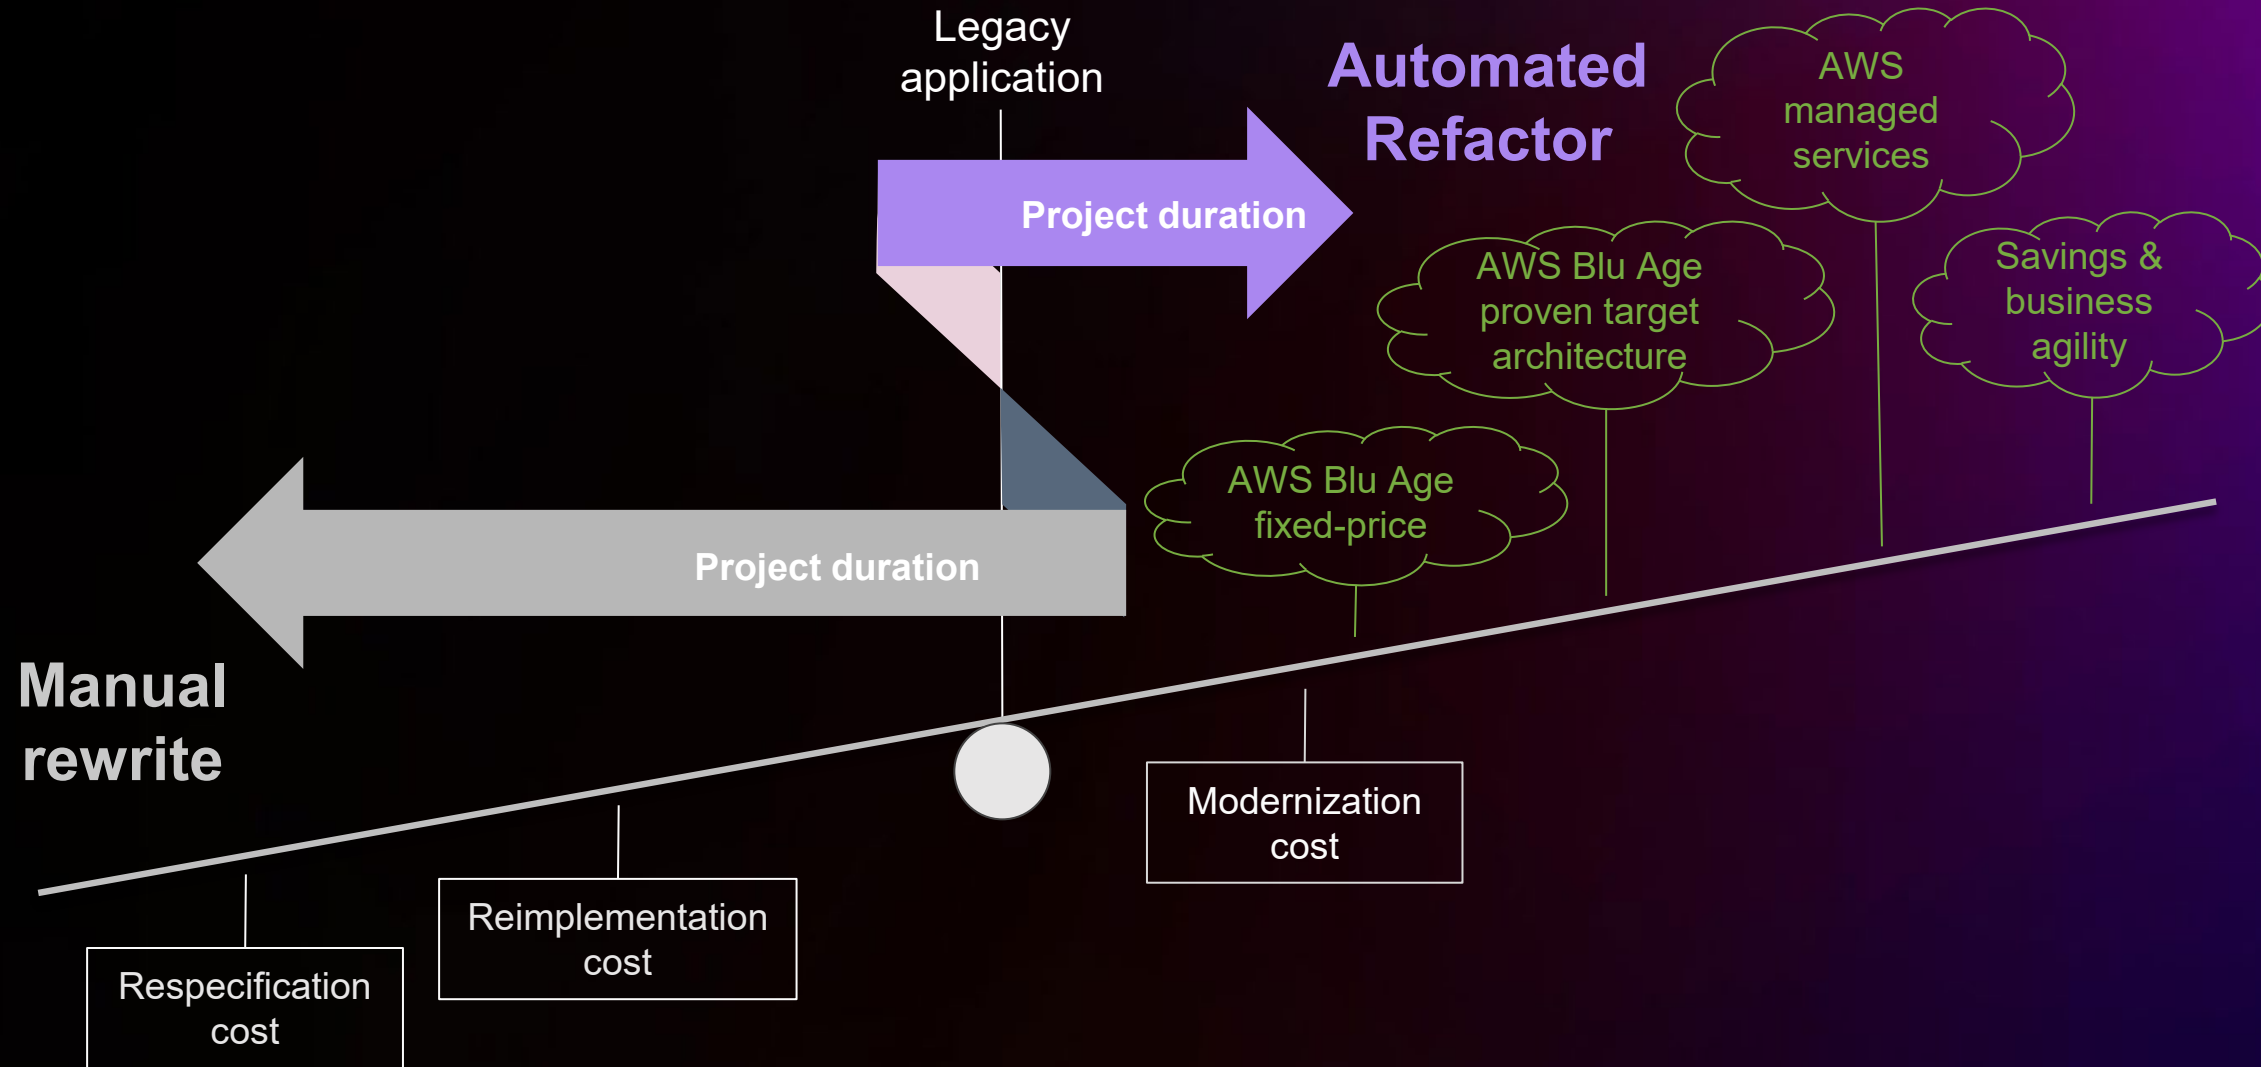 Legacy
application
Automated
Refactor
AWS
managed
services
Project duration
AWS Blu Age
proven target
architecture
Savings &
business
agility
AWS Blu Age
fixed-price
Project duration
Manual
rewrite
Modernization
cost
Reimplementation
cost
Respecification
cost